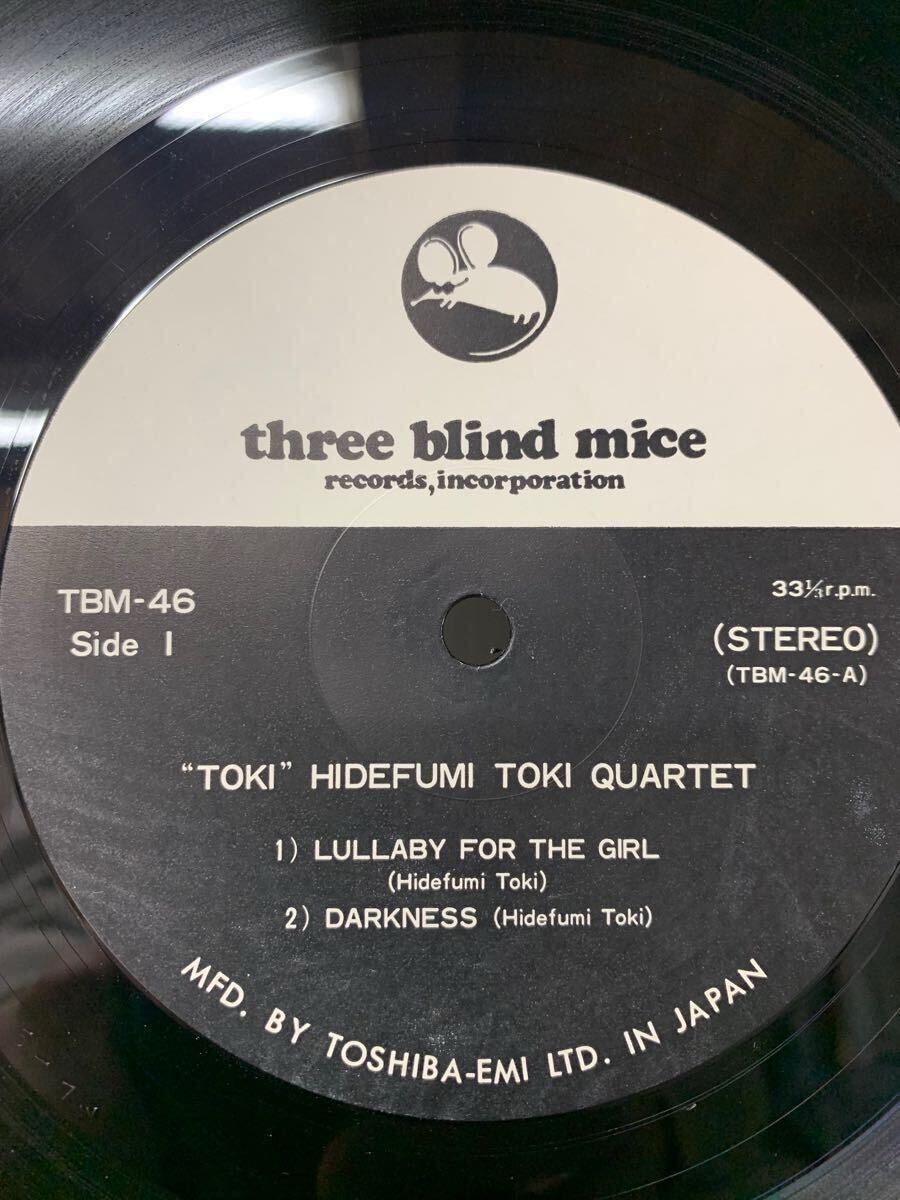 three blind mice
records, incorporation
TBM-46
Side 1
33⅓ r.p.m.
(STEREO)
(TBM-46-A)
“TOKI” HIDEFUMI TOKI QUARTET
1) LULLABY FOR THE GIRL
(Hidefumi Toki)
2) DARKNESS (Hidefumi Toki)
MFD. BY TOSHIBA-EMI LTD. IN JAPAN